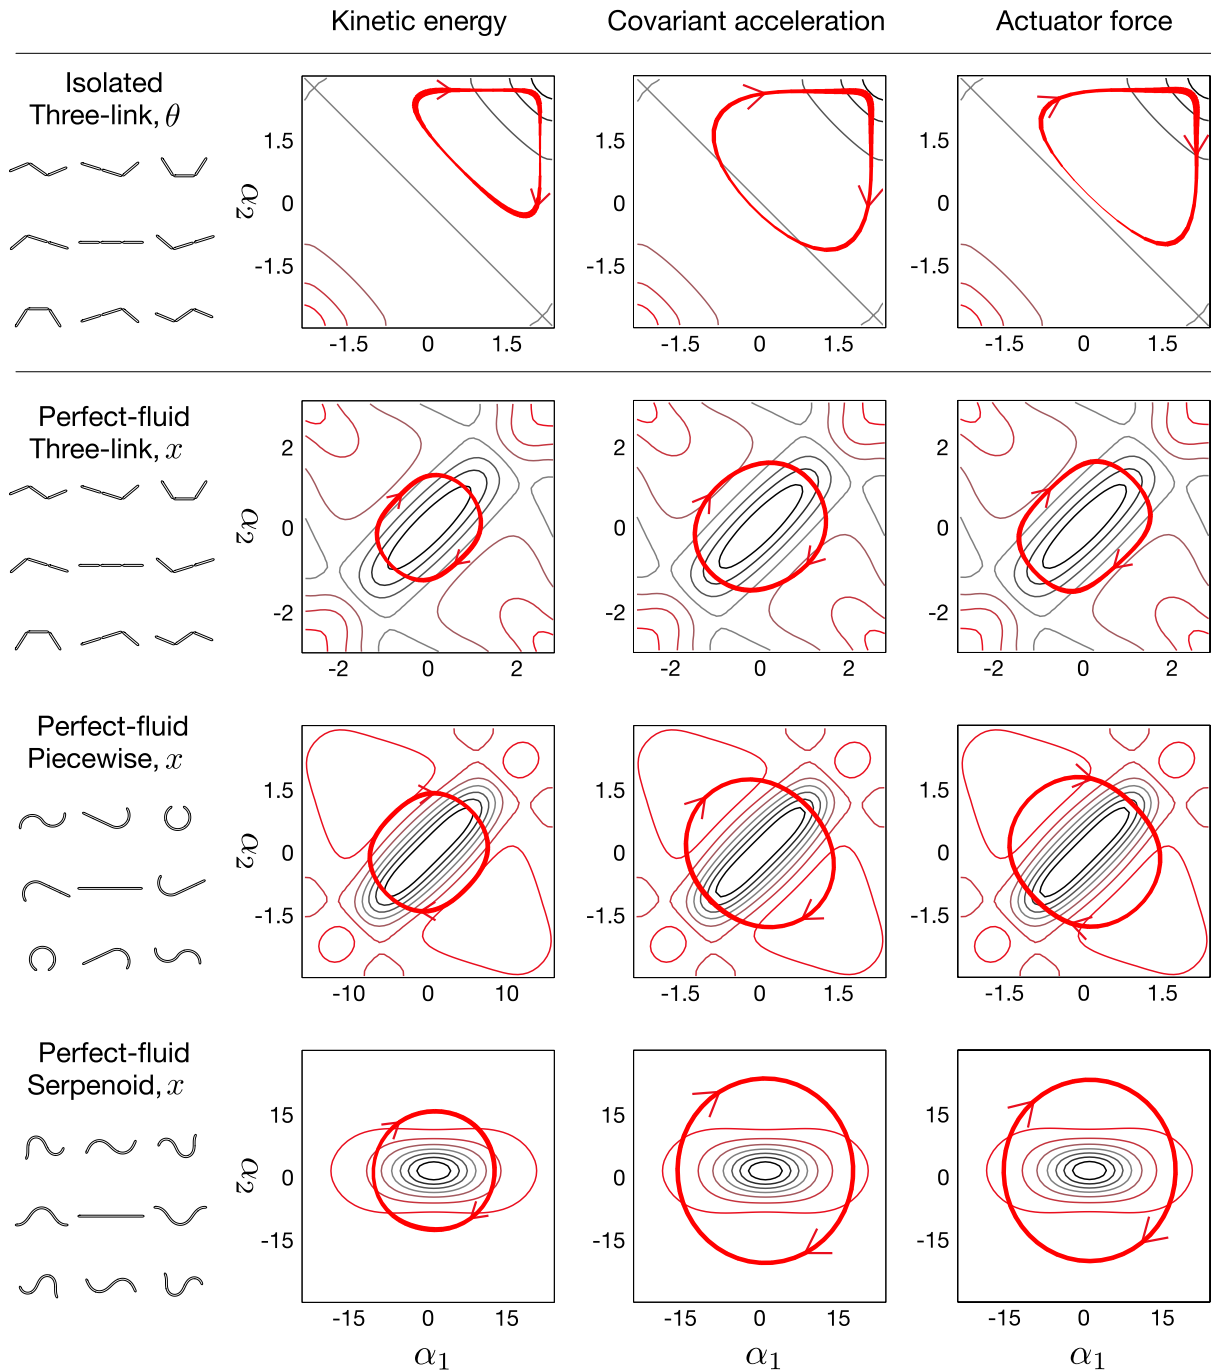 Kinetic energy Covariant acceleration Actuator force
Isolated
Three-link, θ
α₂ 1.5 1.5 1.5
0 0 0
-1.5 -1.5 -1.5
-1.5 0 1.5 -1.5 0 1.5 -1.5 0 1.5
Perfect-fluid
Three-link, x
α₂ 2 2 2
0 0 0
-2 -2 -2
-2 0 2 -2 0 2 -2 0 2
Perfect-fluid
Piecewise, x
α₂ 1.5 1.5 1.5
0 0 0
-1.5 -1.5 -1.5
-10 0 10 -1.5 0 1.5 -1.5 0 1.5
Perfect-fluid
Serpenoid, x
α₂ 15 15 15
0 0 0
-15 -15 -15
-15 0 15 -15 0 15 -15 0 15
α₁ α₁ α₁